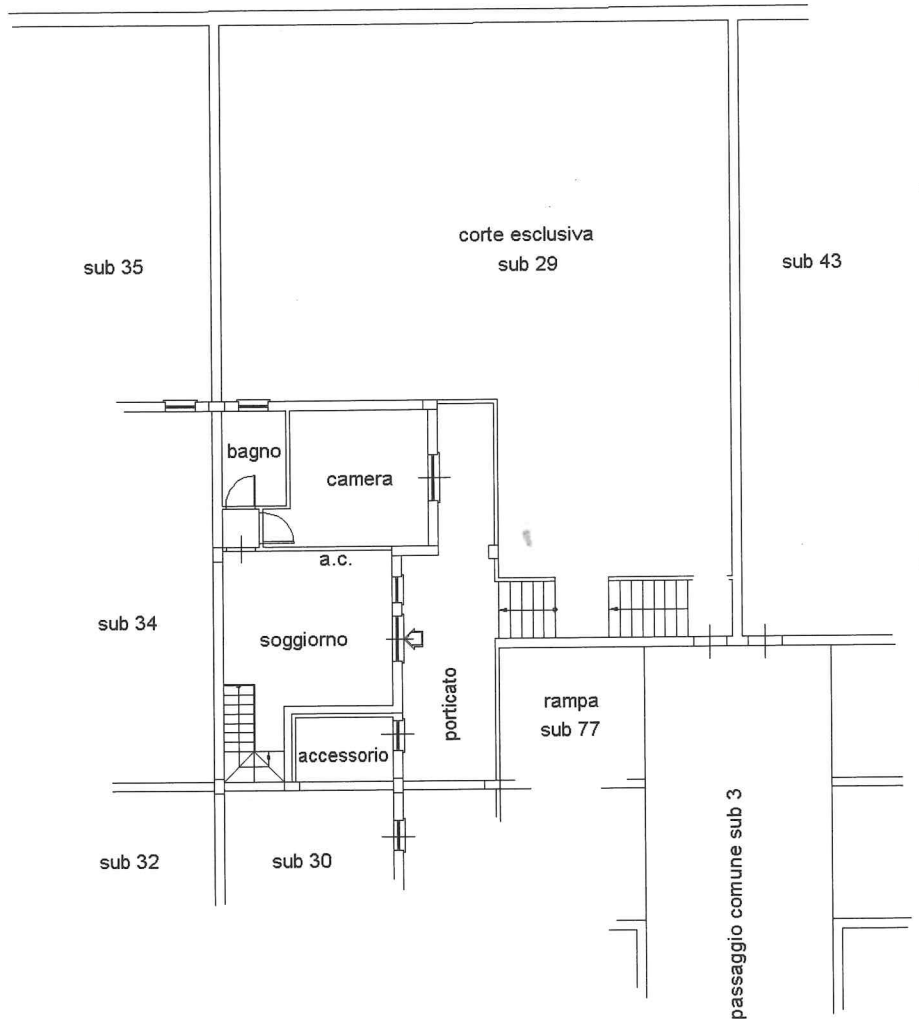 corte esclusiva
sub 29
sub 35
sub 43
bagno
camera
a.c.
sub 34
soggiorno
porticato
rampa
sub 77
accessorio
passaggio comune sub 3
sub 32
sub 30